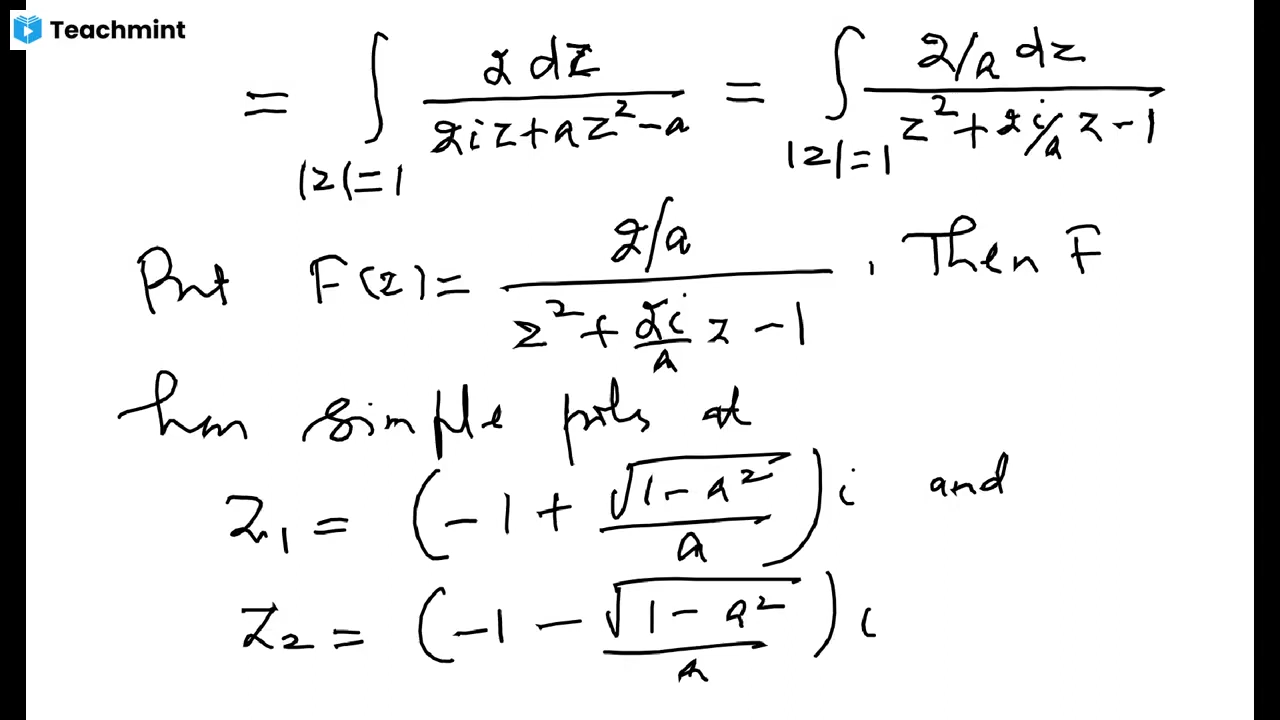 Teachmint
= ∫_{|z|=1} 2 dz / (2iz + az² - a) = ∫_{|z|=1} 2/a dz / (z² + 2i/a z - 1)
Put F(z) = (2/a) / (z² + (2i/a) z - 1) . Then F
has simple poles at
Z₁ = (-1 + √(1-a²)/a) i and
Z₂ = (-1 - √(1-a²)/a) i